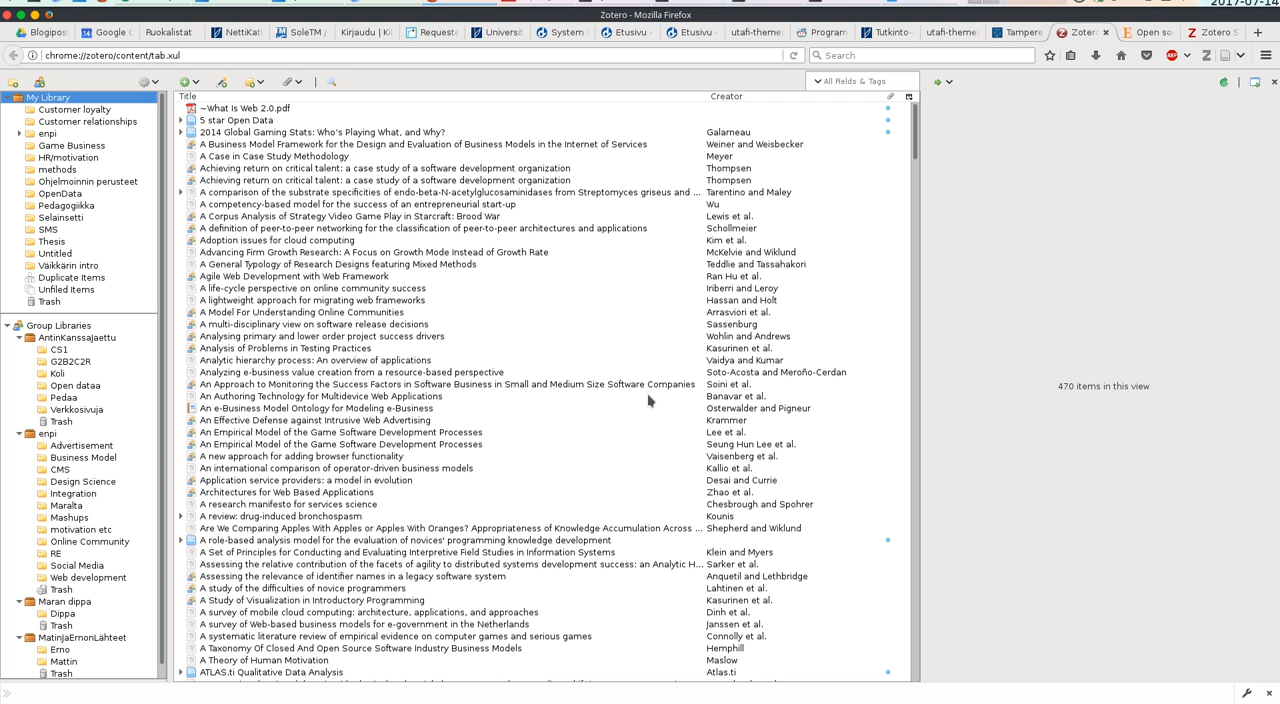 2017-07-14
Zotero - Mozilla Firefox
Blogipos
Google C
Ruokalistat
NettiKat
SoleTM /
Kirjaudu | Kil
Requeste
Universit
System
Etusivu
Etusivu
utafi-theme
Program
Tutkinto-
utafi-theme
Tampere
Zoter
Open so
Zotero S
chrome://zotero/content/tab.xul
Search
All Fields & Tags
My Library
Customer loyalty
Customer relationships
enpi
Game Business
HR/motivation
methods
Ohjelmoinnin perusteet
OpenData
Pedagogiikka
Selainsetti
SMS
Thesis
Untitled
Väikkärin intro
Duplicate Items
Unfiled Items
Trash
Group Libraries
AntinKanssaJaettu
CS1
G2B2C2R
Koli
Open dataa
Pedaa
Verkkosivuja
Trash
enpi
Advertisement
Business Model
CMS
Design Science
Integration
Maralta
Mashups
motivation etc
Online Community
RE
Social Media
Web development
Trash
Maran dippa
Dippa
Trash
MatinJaErnonLähteet
Erno
Mattin
Trash
Title Creator
~What Is Web 2.0.pdf
5 star Open Data
2014 Global Gaming Stats: Who's Playing What, and Why? Galarneau
A Business Model Framework for the Design and Evaluation of Business Models in the Internet of Services Weiner and Weisbecker
A Case in Case Study Methodology Meyer
Achieving return on critical talent: a case study of a software development organization Thompsen
Achieving return on critical talent: a case study of a software development organization Thompsen
A comparison of the substrate specificities of endo-beta-N-acetylglucosaminidases from Streptomyces griseus and ... Tarentino and Maley
A competency-based model for the success of an entrepreneurial start-up Wu
A Corpus Analysis of Strategy Video Game Play in Starcraft: Brood War Lewis et al.
A definition of peer-to-peer networking for the classification of peer-to-peer architectures and applications Schollmeier
Adoption issues for cloud computing Kim et al.
Advancing Firm Growth Research: A Focus on Growth Mode Instead of Growth Rate McKelvie and Wiklund
A General Typology of Research Designs featuring Mixed Methods Teddlie and Tassahakori
Agile Web Development with Web Framework Ran Hu et al.
A life-cycle perspective on online community success Iriberri and Leroy
A lightweight approach for migrating web frameworks Hassan and Holt
A Model For Understanding Online Communities Arrasviori et al.
A multi-disciplinary view on software release decisions Sassenburg
Analysing primary and lower order project success drivers Wohlin and Andrews
Analysis of Problems in Testing Practices Kasurinen et al.
Analytic hierarchy process: An overview of applications Vaidya and Kumar
Analyzing e-business value creation from a resource-based perspective Soto-Acosta and Meroño-Cerdan
An Approach to Monitoring the Success Factors in Software Business in Small and Medium Size Software Companies Soini et al.
An Authoring Technology for Multidevice Web Applications Banavar et al.
An e-Business Model Ontology for Modeling e-Business Osterwalder and Pigneur
An Effective Defense against Intrusive Web Advertising Krammer
An Empirical Model of the Game Software Development Processes Lee et al.
An Empirical Model of the Game Software Development Processes Seung Hun Lee et al.
A new approach for adding browser functionality Vaisenberg et al.
An international comparison of operator-driven business models Kallio et al.
Application service providers: a model in evolution Desai and Currie
Architectures for Web Based Applications Zhao et al.
A research manifesto for services science Chesbrough and Spohrer
A review: drug-induced bronchospasm Kounis
Are We Comparing Apples With Apples or Apples With Oranges? Appropriateness of Knowledge Accumulation Across ... Shepherd and Wiklund
A role-based analysis model for the evaluation of novices' programming knowledge development
A Set of Principles for Conducting and Evaluating Interpretive Field Studies in Information Systems Klein and Myers
Assessing the relative contribution of the facets of agility to distributed systems development success: an Analytic H... Sarker et al.
Assessing the relevance of identifier names in a legacy software system Anquetil and Lethbridge
A study of the difficulties of novice programmers Lahtinen et al.
A Study of Visualization in Introductory Programming Kasurinen et al.
A survey of mobile cloud computing: architecture, applications, and approaches Dinh et al.
A survey of Web-based business models for e-government in the Netherlands Janssen et al.
A systematic literature review of empirical evidence on computer games and serious games Connolly et al.
A Taxonomy Of Closed And Open Source Software Industry Business Models Hemphill
A Theory of Human Motivation Maslow
ATLAS.ti Qualitative Data Analysis Atlas.ti
470 items in this view